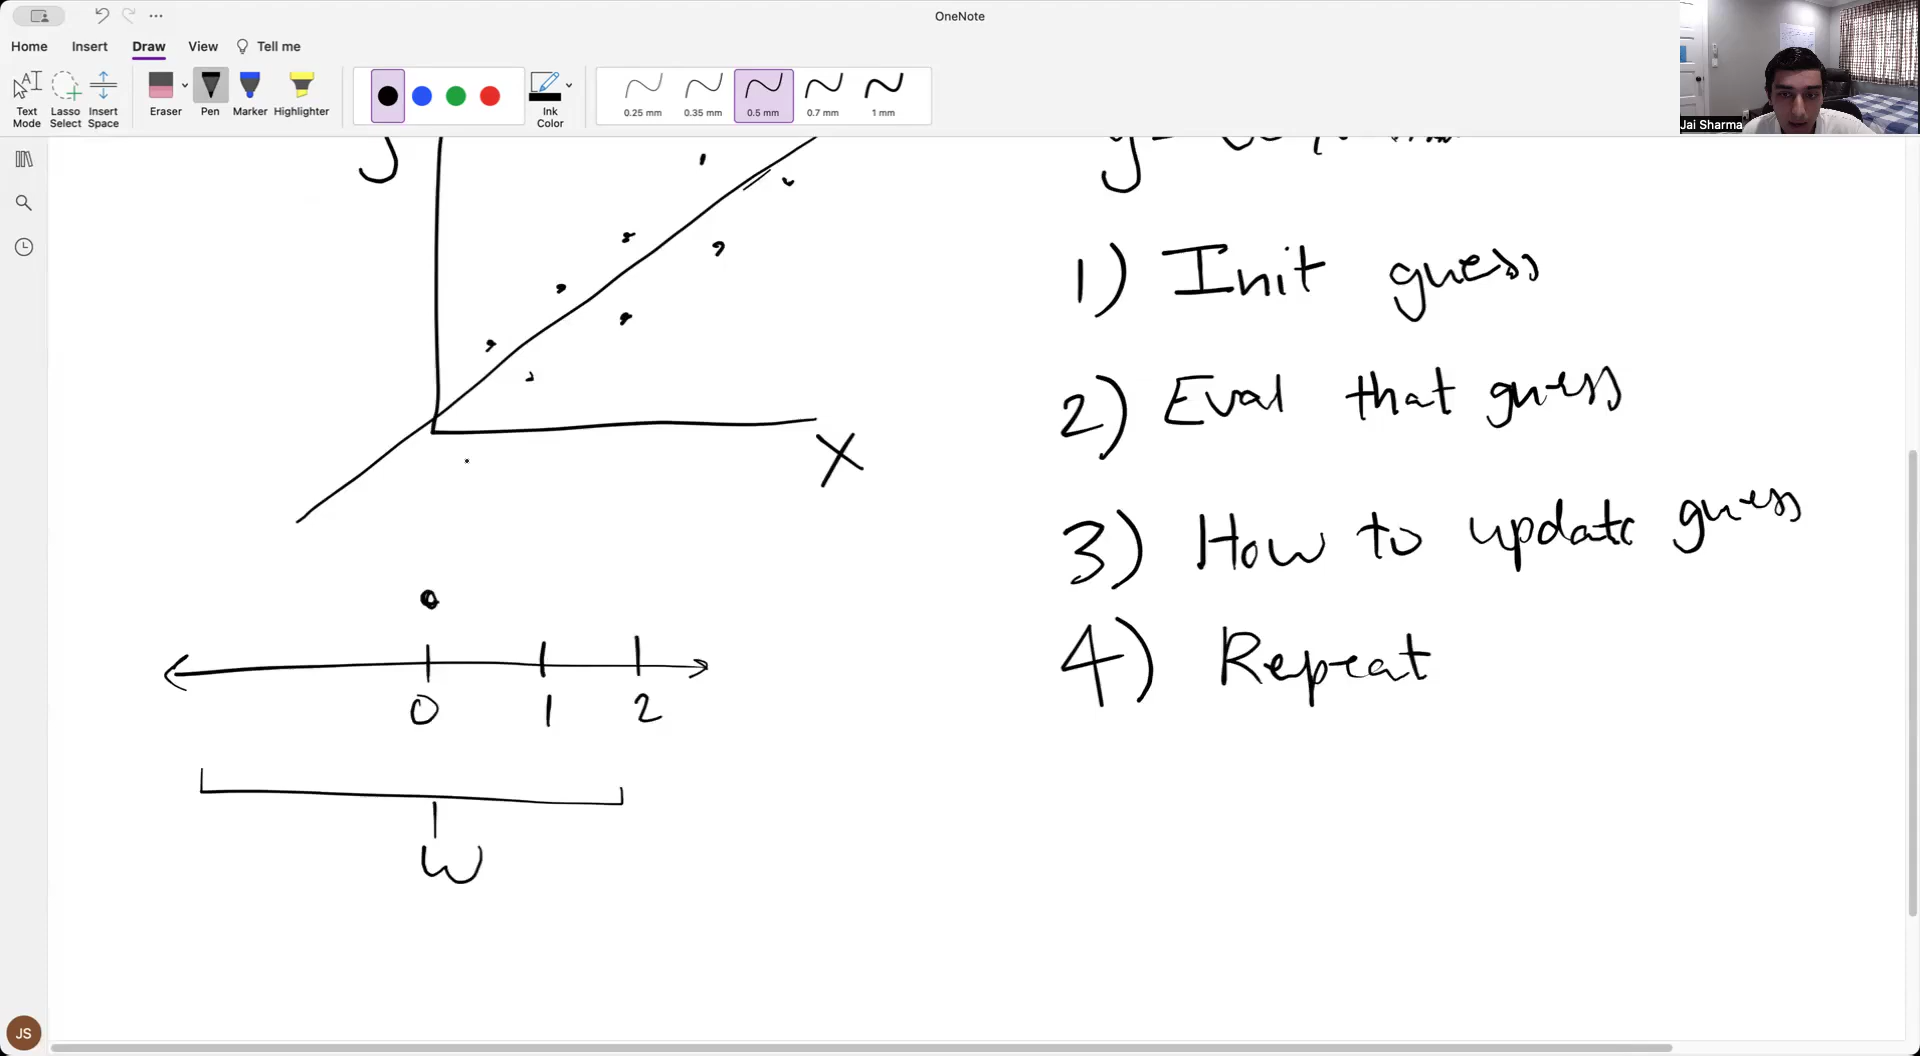 OneNote
Home Insert Draw View Tell me
Text Mode
Lasso Select
Insert Space
Eraser
Pen
Marker
Highlighter
Ink Color
0.25 mm
0.35 mm
0.5 mm
0.7 mm
1 mm
Jai Sharma
y
X
1) Init guess
2) Eval that guess
3) How to update guess
4) Repeat
0 1 2
W
JS